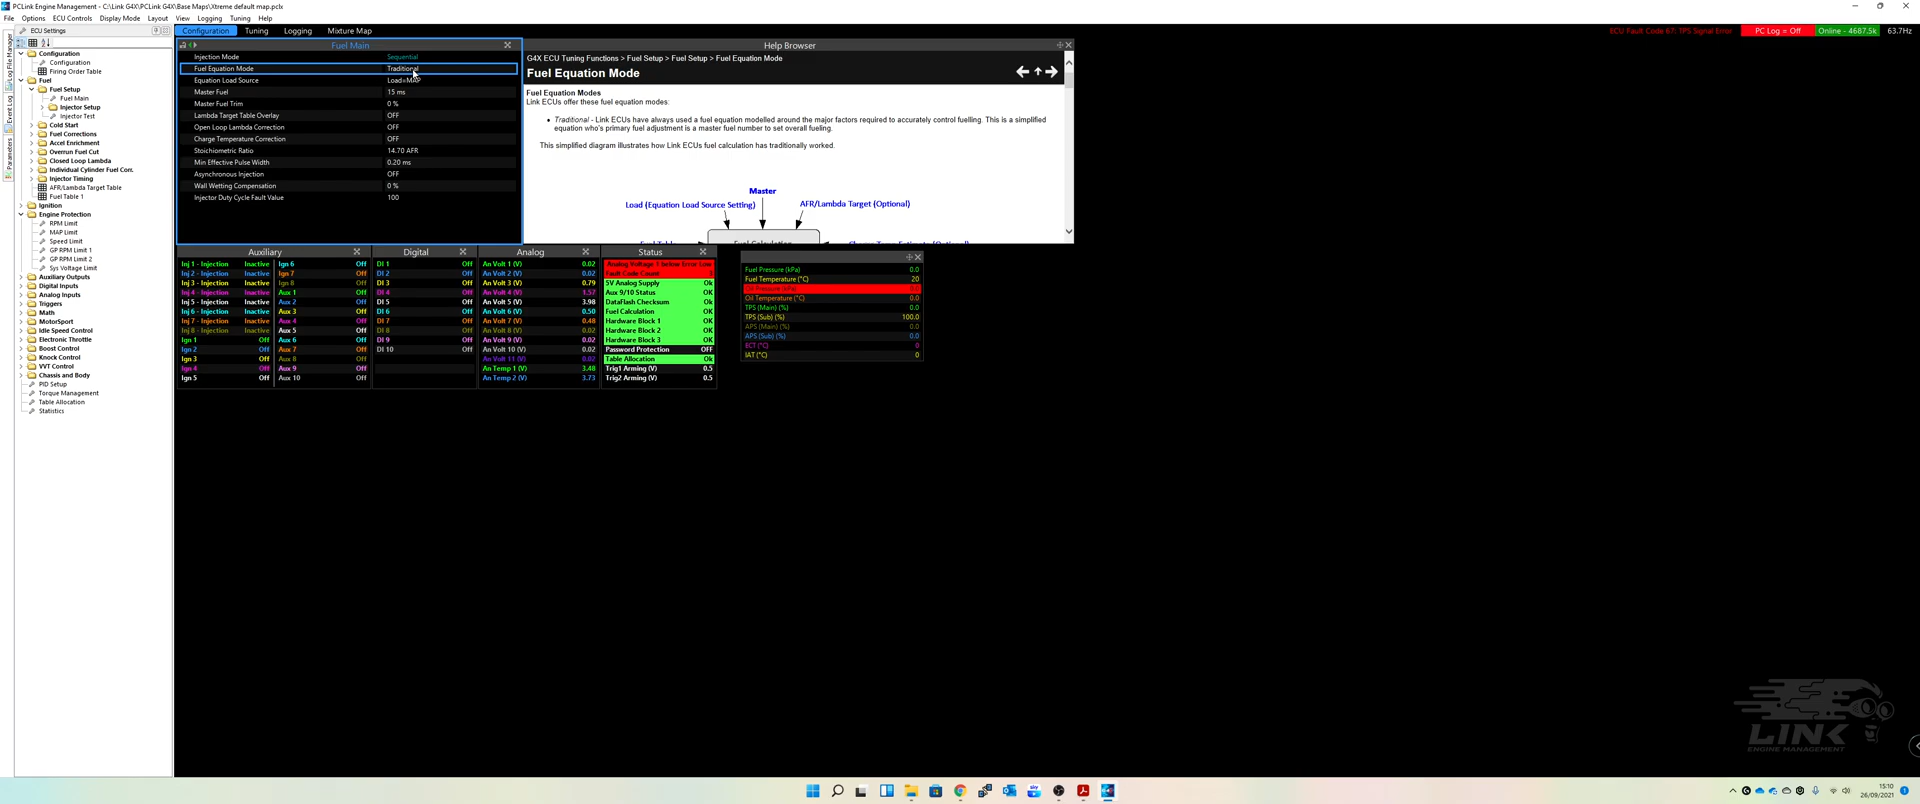 PCLink Engine Management - C:\Link G4X\PCLink G4X\Base Maps\Xtreme default map.pclx
File Options ECU Controls Display Mode Layout View Logging Tuning Help
ECU Settings
Configuration
Configuration
Firing Order Table
Fuel
Fuel Setup
Fuel Main
Injector Setup
Injector Test
Cold Start
Fuel Corrections
Accel Enrichment
Overrun Fuel Cut
Closed Loop Lambda
Individual Cylinder Fuel Corr.
Injector Timing
AFR/Lambda Target Table
Fuel Table 1
Ignition
Engine Protection
RPM Limit
MAP Limit
Speed Limit
GP RPM Limit 1
GP RPM Limit 2
Sys Voltage Limit
Auxiliary Outputs
Digital Inputs
Analog Inputs
Triggers
Math
MotorSport
Idle Speed Control
Electronic Throttle
Boost Control
Knock Control
VVT Control
Chassis and Body
PID Setup
Torque Management
Table Allocation
Statistics
Log File Manager
Event Log
Parameters
Configuration Tuning Logging Mixture Map
ECU Fault Code 67: TPS Signal Error
PC Log = Off
Online - 4687.5k
63.7Hz
Fuel Main
Injection Mode Sequential
Fuel Equation Mode Traditional
Equation Load Source Load=MAP
Master Fuel 15 ms
Master Fuel Trim 0 %
Lambda Target Table Overlay OFF
Open Loop Lambda Correction OFF
Charge Temperature Correction OFF
Stoichiometric Ratio 14.70 AFR
Min Effective Pulse Width 0.20 ms
Asynchronous Injection OFF
Wall Wetting Compensation 0 %
Injector Duty Cycle Fault Value 100
Help Browser
G4X ECU Tuning Functions > Fuel Setup > Fuel Setup > Fuel Equation Mode
Fuel Equation Mode
Fuel Equation Modes
Link ECUs offer these fuel equation modes:
• Traditional - Link ECUs have always used a fuel equation modelled around the major factors required to accurately control fuelling. This is a simplified
equation who's primary fuel adjustment is a master fuel number to set overall fueling.
This simplified diagram illustrates how Link ECUs fuel calculation has traditionally worked.
Master
Load (Equation Load Source Setting) AFR/Lambda Target (Optional)
Auxiliary
Inj 1 - Injection Inactive Ign 6 Off
Inj 2 - Injection Inactive Ign 7 Off
Inj 3 - Injection Inactive Ign 8 Off
Inj 4 - Injection Inactive Aux 1 Off
Inj 5 - Injection Inactive Aux 2 Off
Inj 6 - Injection Inactive Aux 3 Off
Inj 7 - Injection Inactive Aux 4 Off
Inj 8 - Injection Inactive Aux 5 Off
Ign 1 Off Aux 6 Off
Ign 2 Off Aux 7 Off
Ign 3 Off Aux 8 Off
Ign 4 Off Aux 9 Off
Ign 5 Off Aux 10 Off
Digital
DI 1 Off
DI 2 Off
DI 3 Off
DI 4 Off
DI 5 Off
DI 6 Off
DI 7 Off
DI 8 Off
DI 9 Off
DI 10 Off
Analog
An Volt 1 (V) 0.02
An Volt 2 (V) 0.02
An Volt 3 (V) 0.79
An Volt 4 (V) 1.57
An Volt 5 (V) 3.98
An Volt 6 (V) 0.50
An Volt 7 (V) 0.48
An Volt 8 (V) 0.02
An Volt 9 (V) 0.02
An Volt 10 (V) 0.02
An Volt 11 (V) 0.02
An Temp 1 (V) 3.48
An Temp 2 (V) 3.73
Status
Analog Voltage 1 below Error Low
Fault Code Count
5V Analog Supply Ok
Aux 9/10 Status OK
DataFlash Checksum OK
Fuel Calculation OK
Hardware Block 1 OK
Hardware Block 2 OK
Hardware Block 3 OK
Password Protection OFF
Table Allocation Ok
Trig1 Arming (V) 0.5
Trig2 Arming (V) 0.5
Fuel Pressure (kPa) 0.0
Fuel Temperature (°C) 20
Oil Pressure (kPa)
Oil Temperature (°C) 0.0
TPS (Main) (%) 0.0
TPS (Sub) (%) 100.0
APS (Main) (%) 0.0
APS (Sub) (%) 0.0
ECT (°C) 0
IAT (°C) 0
LINK
ENGINE MANAGEMENT
sky
15:10
26/09/2021